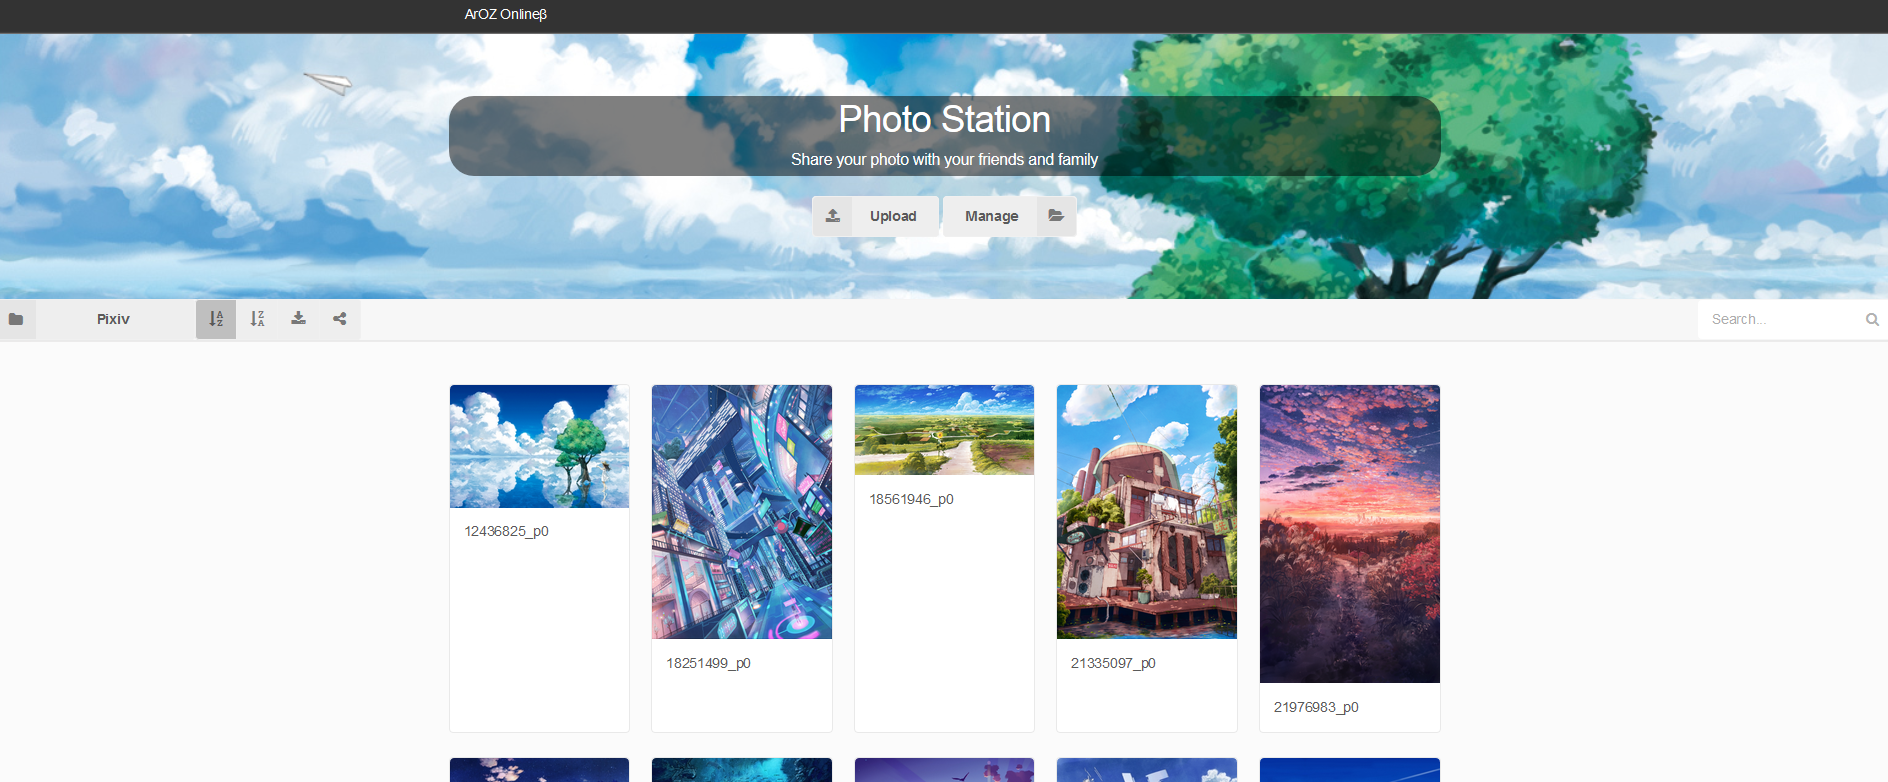 ArOZ Onlineβ
Photo Station
Share your photo with your friends and family
Upload
Manage
Pixiv
Search...
12436825_p0
18251499_p0
18561946_p0
21335097_p0
21976983_p0